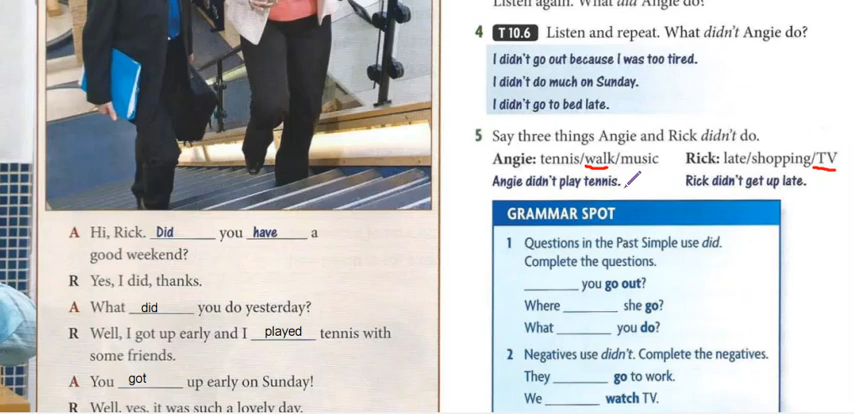 A Hi, Rick. Did you have a
good weekend?
R Yes, I did, thanks.
A What did you do yesterday?
R Well, I got up early and I played tennis with
some friends.
A You got up early on Sunday!
R Well, yes, it was such a lovely day.
Listen again. What did Angie do?
4 T 10.6 Listen and repeat. What didn't Angie do?
I didn't go out because I was too tired.
I didn't do much on Sunday.
I didn't go to bed late.
5 Say three things Angie and Rick didn't do.
Angie: tennis/walk/music Rick: late/shopping/TV
Angie didn't play tennis. Rick didn't get up late.
GRAMMAR SPOT
1 Questions in the Past Simple use did.
Complete the questions.
________ you go out?
Where ________ she go?
What ________ you do?
2 Negatives use didn't. Complete the negatives.
They ________ go to work.
We ________ watch TV.